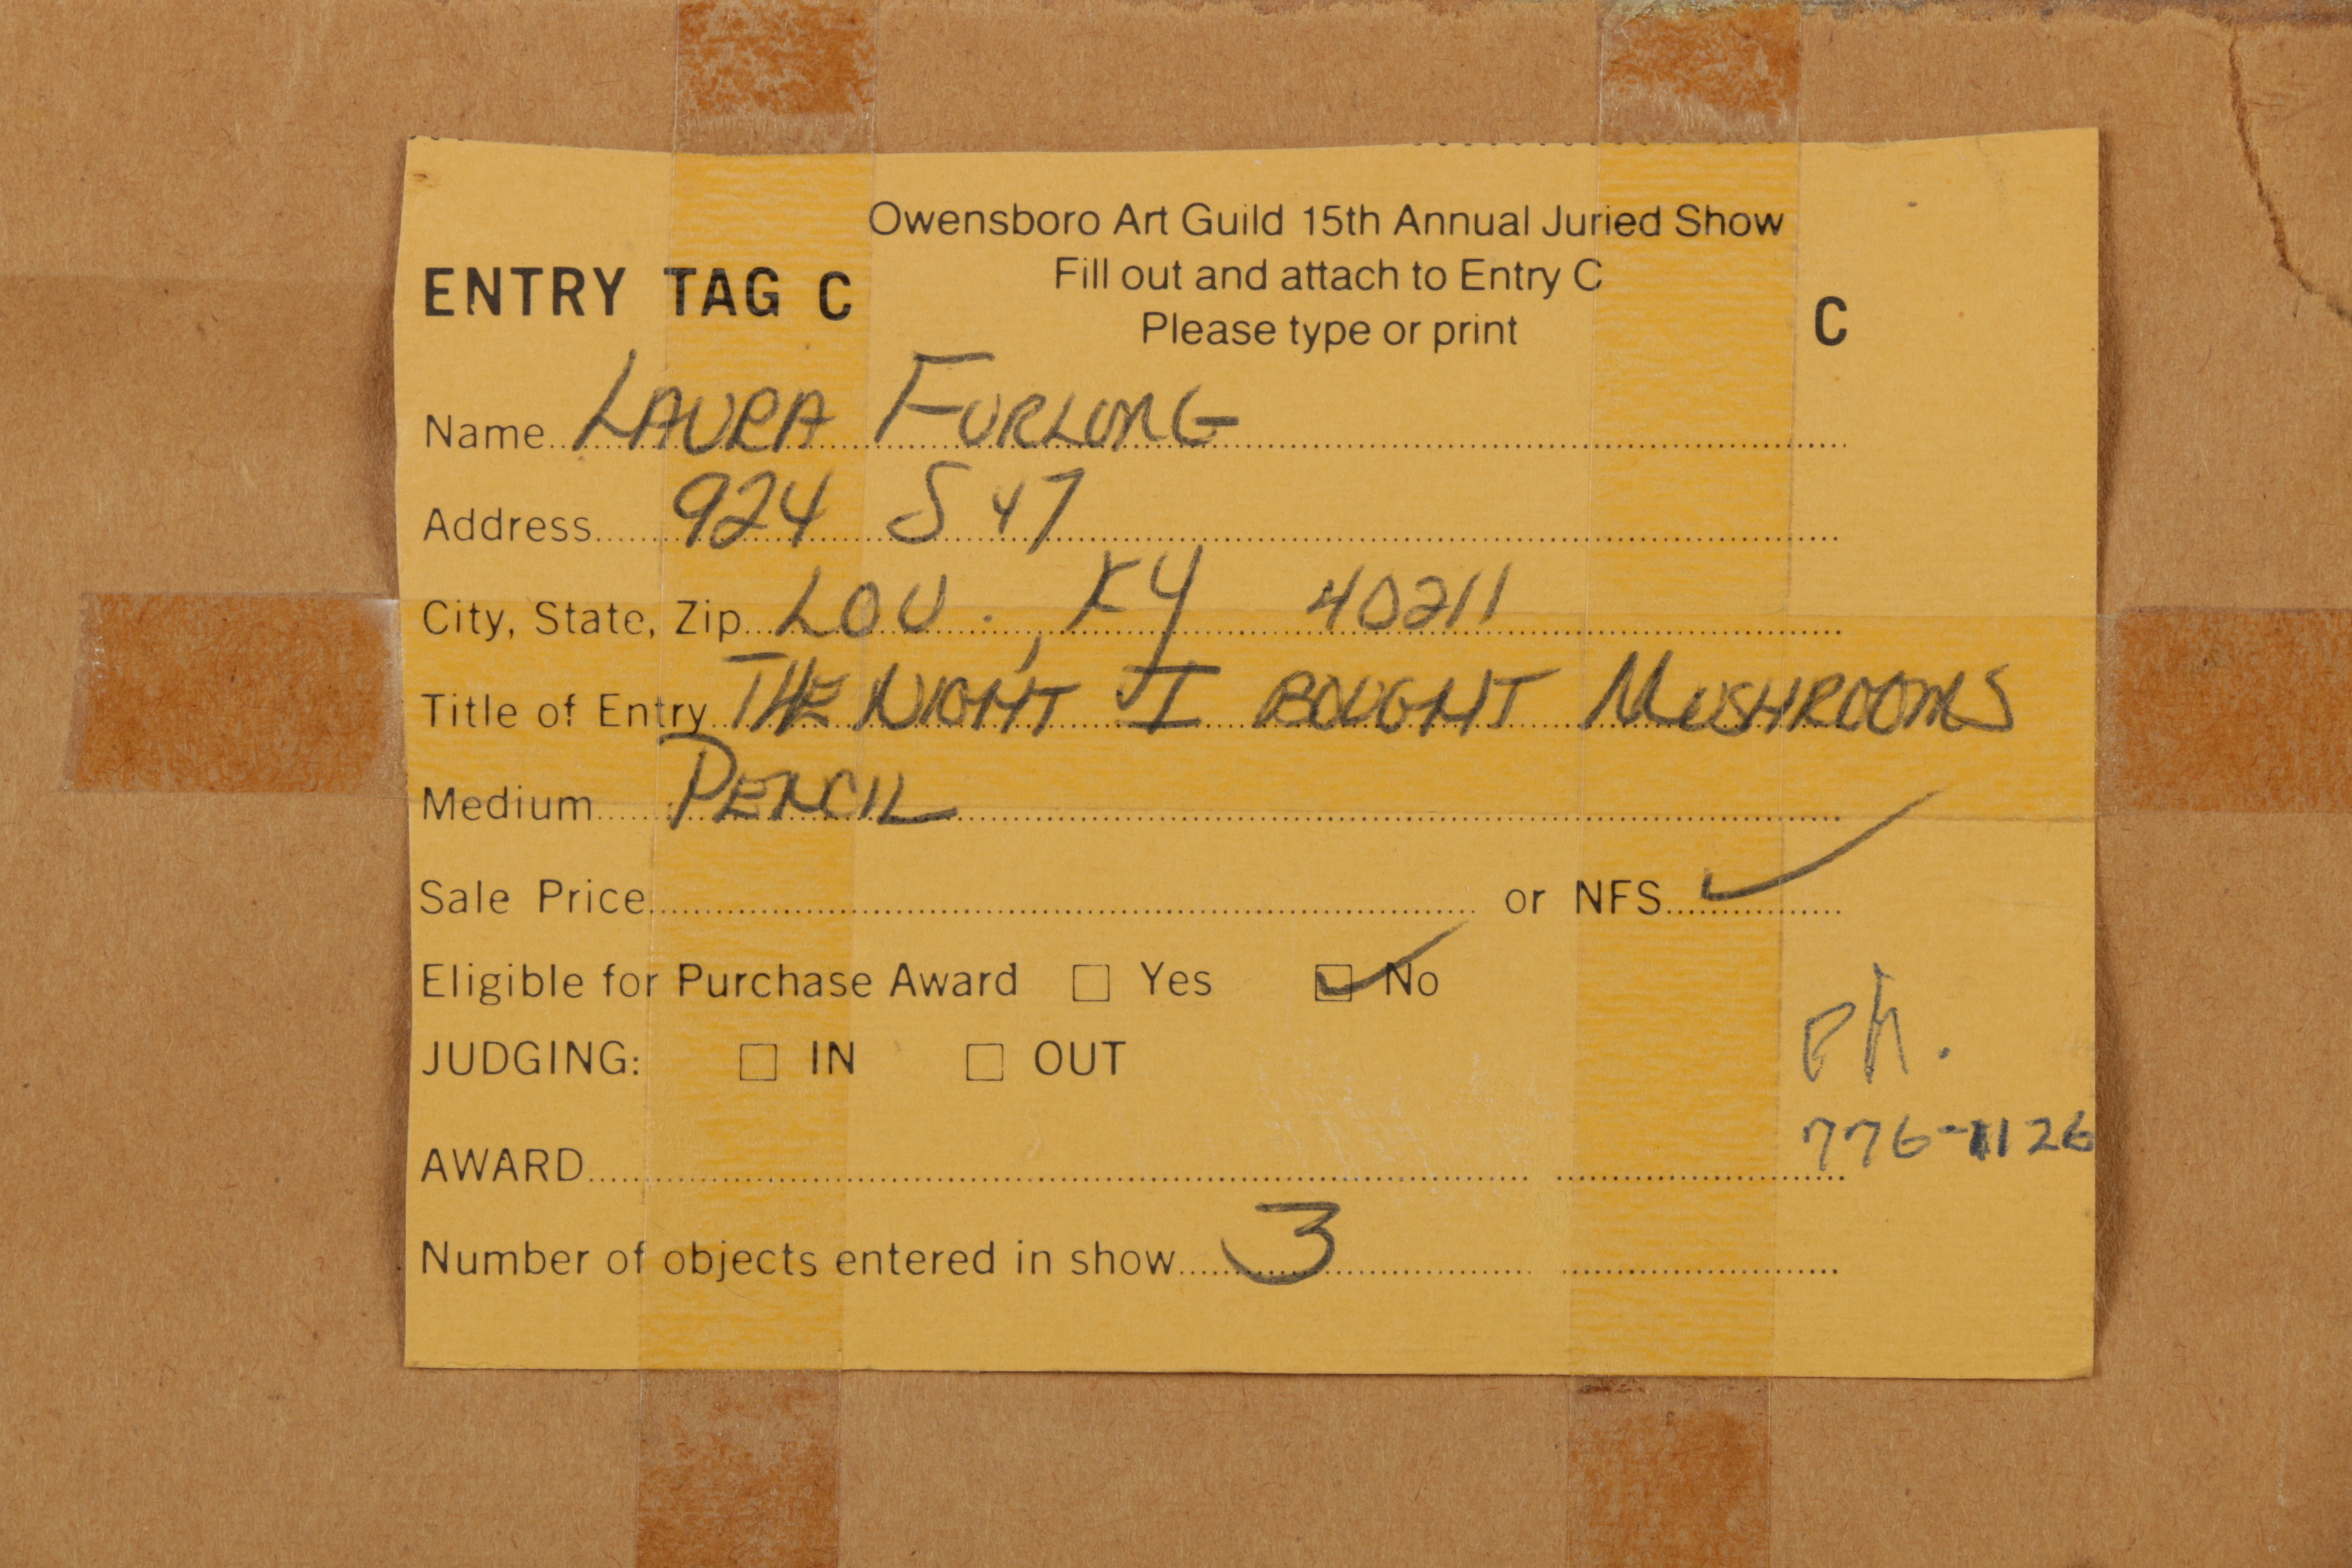 Owensboro Art Guild 15th Annual Juried Show
ENTRY TAG C Fill out and attach to Entry C C
Please type or print
Name LAURA FURLONG
Address 924 S 47
City, State, Zip LOU. KY 40211
Title of Entry THE NIGHT I BOUGHT MUSHROOMS
Medium PENCIL
Sale Price or NFS ✓
Eligible for Purchase Award ☐ Yes ☑ No
JUDGING: ☐ IN ☐ OUT
Ph.
776-1126
AWARD
Number of objects entered in show 3